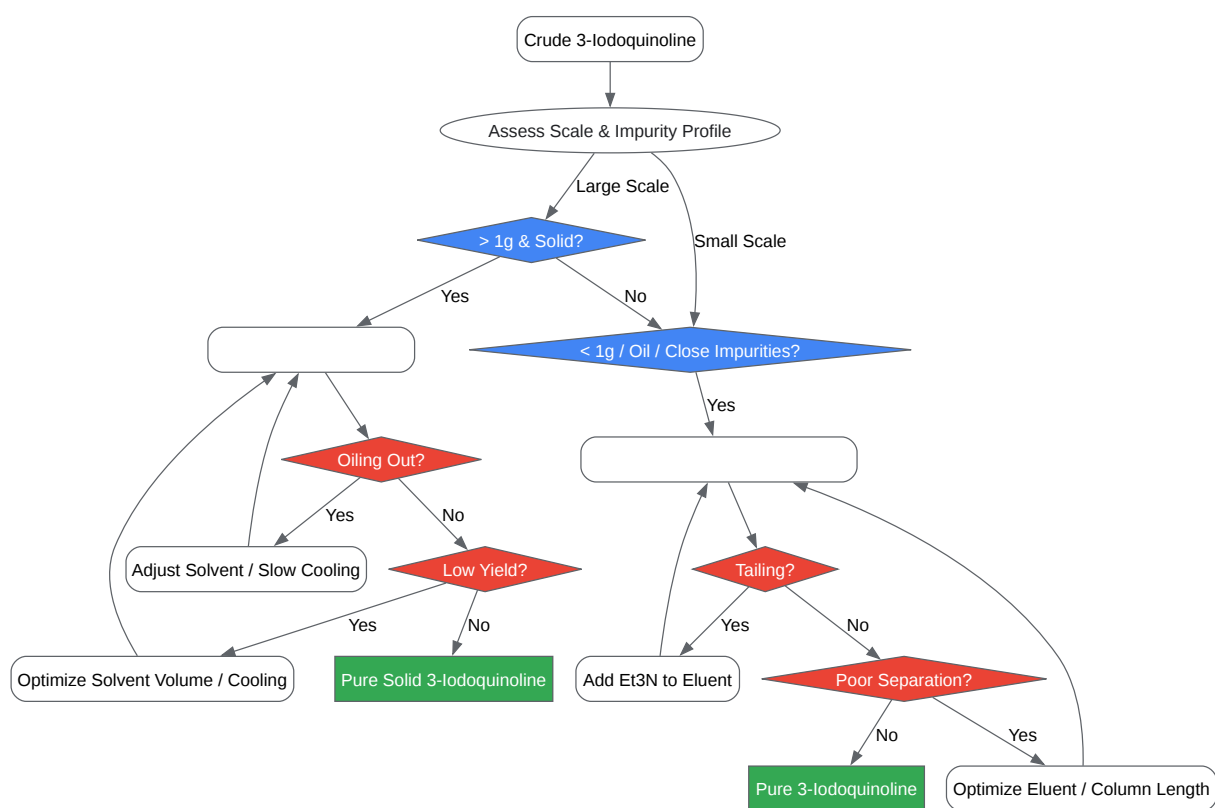 Crude 3-Iodoquinoline
Assess Scale & Impurity Profile
Large Scale
> 1g & Solid?
Small Scale
Yes
No
< 1g / Oil / Close Impurities?
Yes
Oiling Out?
Yes
No
Adjust Solvent / Slow Cooling
Low Yield?
Tailing?
Yes
No
Yes
No
Optimize Solvent Volume / Cooling
Pure Solid 3-Iodoquinoline
Add Et3N to Eluent
Poor Separation?
No
Yes
Pure 3-Iodoquinoline
Optimize Eluent / Column Length